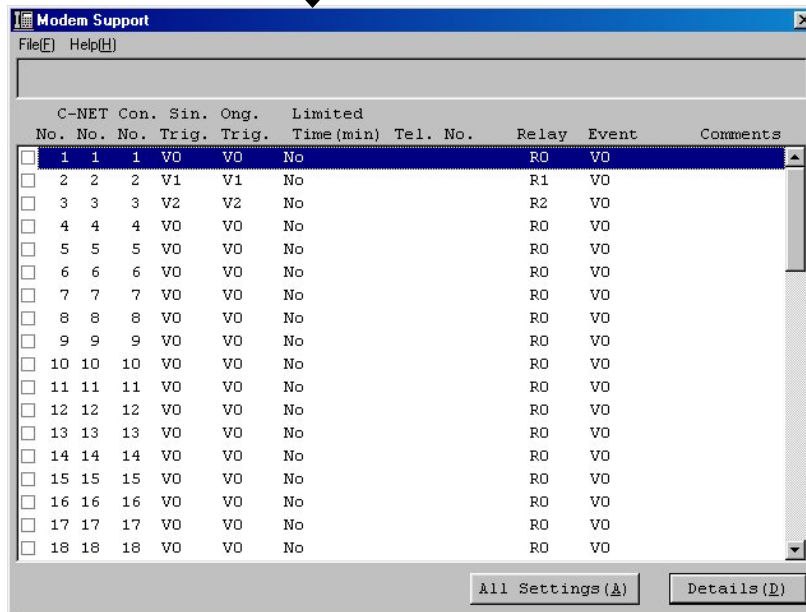 Modem Support
File(F) Help(H)
C-NET Con. Sin. Ong. Limited
No. No. No. Trig. Trig. Time(min) Tel. No. Relay Event Comments
1 1 1 V0 V0 No R0 V0
2 2 2 V1 V1 No R1 V0
3 3 3 V2 V2 No R2 V0
4 4 4 V0 V0 No R0 V0
5 5 5 V0 V0 No R0 V0
6 6 6 V0 V0 No R0 V0
7 7 7 V0 V0 No R0 V0
8 8 8 V0 V0 No R0 V0
9 9 9 V0 V0 No R0 V0
10 10 10 V0 V0 No R0 V0
11 11 11 V0 V0 No R0 V0
12 12 12 V0 V0 No R0 V0
13 13 13 V0 V0 No R0 V0
14 14 14 V0 V0 No R0 V0
15 15 15 V0 V0 No R0 V0
16 16 16 V0 V0 No R0 V0
17 17 17 V0 V0 No R0 V0
18 18 18 V0 V0 No R0 V0
All Settings(A) Details(D)